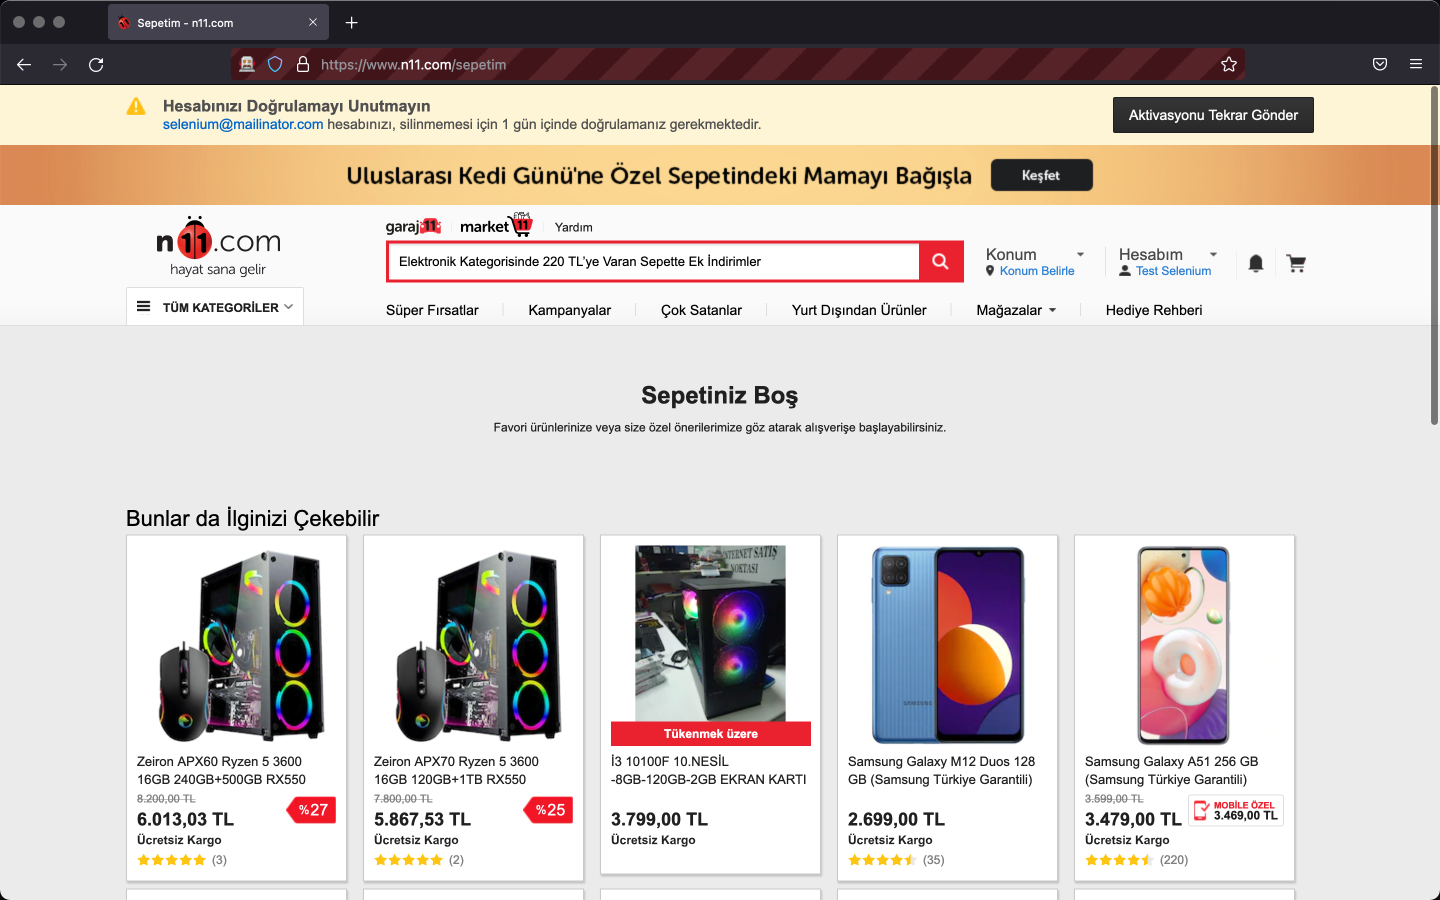 Sepetim - n11.com
https://www.n11.com/sepetim
Hesabınızı Doğrulamayı Unutmayın
selenium@mailinator.com hesabınızı, silinmemesi için 1 gün içinde doğrulamanız gerekmektedir.
Aktivasyonu Tekrar Gönder
Uluslarası Kedi Günü'ne Özel Sepetindeki Mamayı Bağışla
Keşfet
n11.com
hayat sana gelir
garaj11
market11
Yardım
Elektronik Kategorisinde 220 TL'ye Varan Sepette Ek İndirimler
Konum
Konum Belirle
Hesabım
Test Selenium
TÜM KATEGORİLER
Süper Fırsatlar
Kampanyalar
Çok Satanlar
Yurt Dışından Ürünler
Mağazalar
Hediye Rehberi
Sepetiniz Boş
Favori ürünlerinize veya size özel önerilerimize göz atarak alışverişe başlayabilirsiniz.
Bunlar da İlginizi Çekebilir
Zeiron APX60 Ryzen 5 3600
16GB 240GB+500GB RX550
8.200,00 TL
6.013,03 TL
%27
Ücretsiz Kargo
(3)
Zeiron APX70 Ryzen 5 3600
16GB 120GB+1TB RX550
7.800,00 TL
5.867,53 TL
%25
Ücretsiz Kargo
(2)
İNTERNET SATIŞ
NOKTASI
Tükenmek üzere
İ3 10100F 10.NESİL
-8GB-120GB-2GB EKRAN KARTI
3.799,00 TL
Ücretsiz Kargo
SAMSUNG
Samsung Galaxy M12 Duos 128
GB (Samsung Türkiye Garantili)
2.699,00 TL
Ücretsiz Kargo
(35)
Samsung Galaxy A51 256 GB
(Samsung Türkiye Garantili)
3.599,00 TL
3.479,00 TL
MOBİLE ÖZEL
3.469,00 TL
Ücretsiz Kargo
(220)